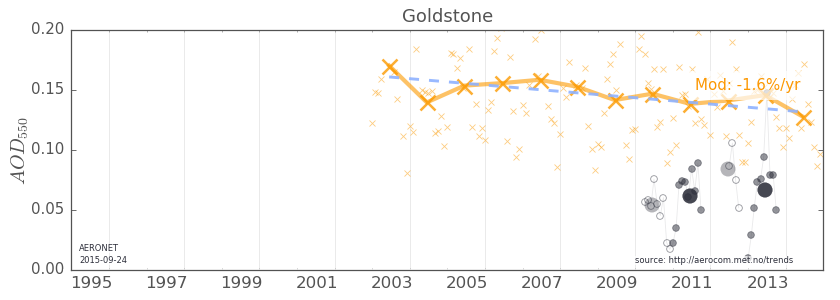 Goldstone
0.20
0.15
0.10
0.05
0.00
AOD550
Mod: -1.6%/yr
AERONET
2015-09-24
source: http://aerocom.met.no/trends
1995 1997 1999 2001 2003 2005 2007 2009 2011 2013